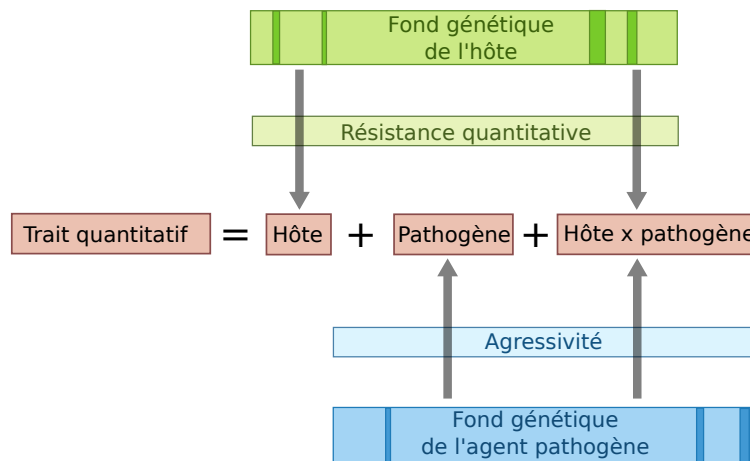 Fond génétique
de l'hôte
Résistance quantitative
Trait quantitatif = Hôte + Pathogène + Hôte x pathogène
Agressivité
Fond génétique
de l'agent pathogène